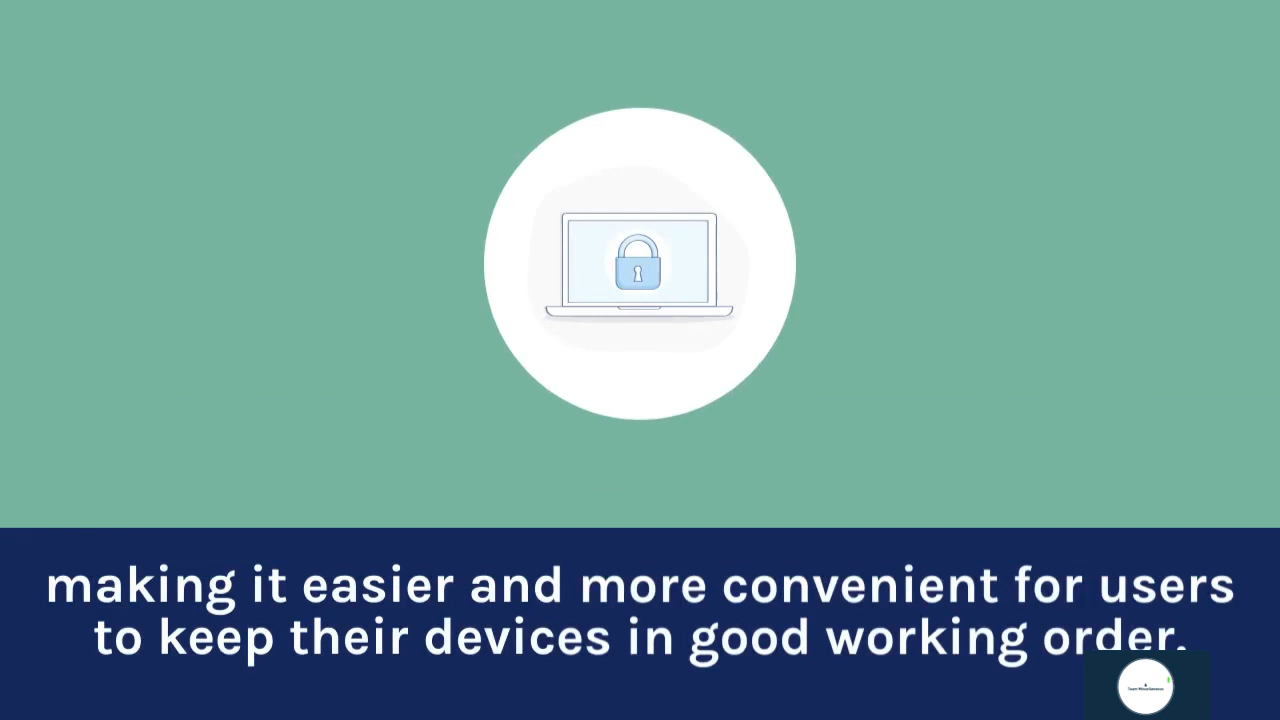 making it easier and more convenient for users
to keep their devices in good working order.